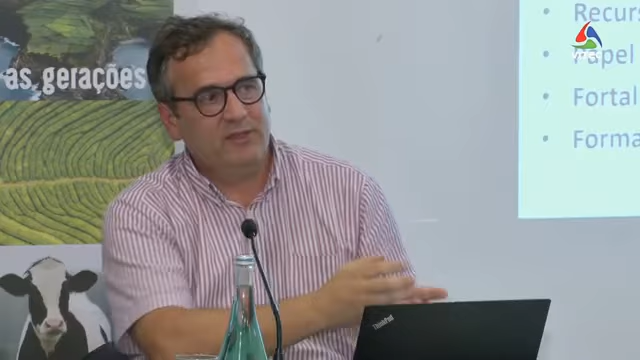 as gerações
Recurs
Papel
Fortal
Forma
ThinkPad